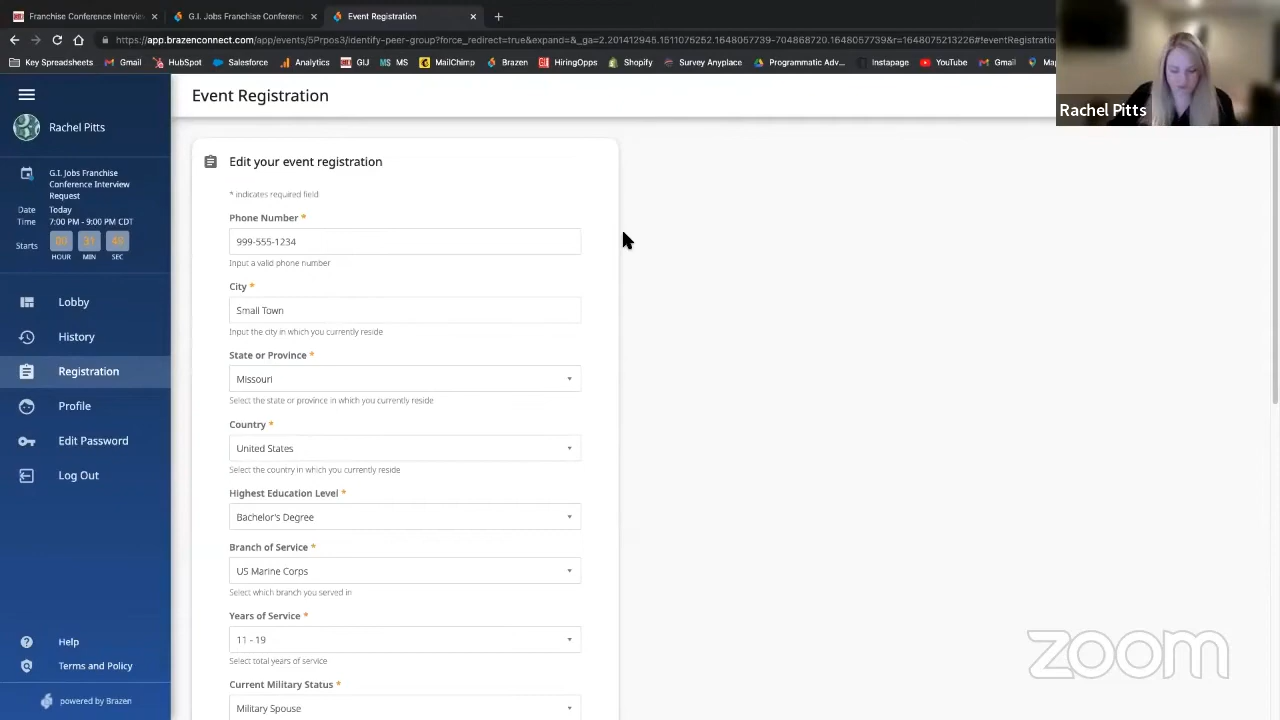 Franchise Conference Interview
G.I. Jobs Franchise Conference
Event Registration
https://app.brazenconnect.com/app/events/5Prpos3/identify-peer-group?force_redirect=true&expand=&_ga=2.201412945.1511075252.1648057739-704868720.1648057739&r=1648075213226#!eventRegistration
Key Spreadsheets
Gmail
HubSpot
Salesforce
Analytics
GIJ
MS
MS
MailChimp
Brazen
HiringOpps
Shopify
Survey Anyplace
Programmatic Adv...
Instapage
YouTube
Gmail
Rachel Pitts
Rachel Pitts
G.I. Jobs Franchise
Conference Interview
Request
Date Today
Time 7:00 PM - 9:00 PM CDT
Starts 00 31 49
HOUR MIN SEC
Lobby
History
Registration
Profile
Edit Password
Log Out
Help
Terms and Policy
powered by Brazen
Event Registration
Edit your event registration
* indicates required field
Phone Number *
999-555-1234
Input a valid phone number
City *
Small Town
Input the city in which you currently reside
State or Province *
Missouri
Select the state or province in which you currently reside
Country *
United States
Select the country in which you currently reside
Highest Education Level *
Bachelor's Degree
Branch of Service *
US Marine Corps
Select which branch you served in
Years of Service *
11 - 19
Select total years of service
Current Military Status *
Military Spouse
zoom